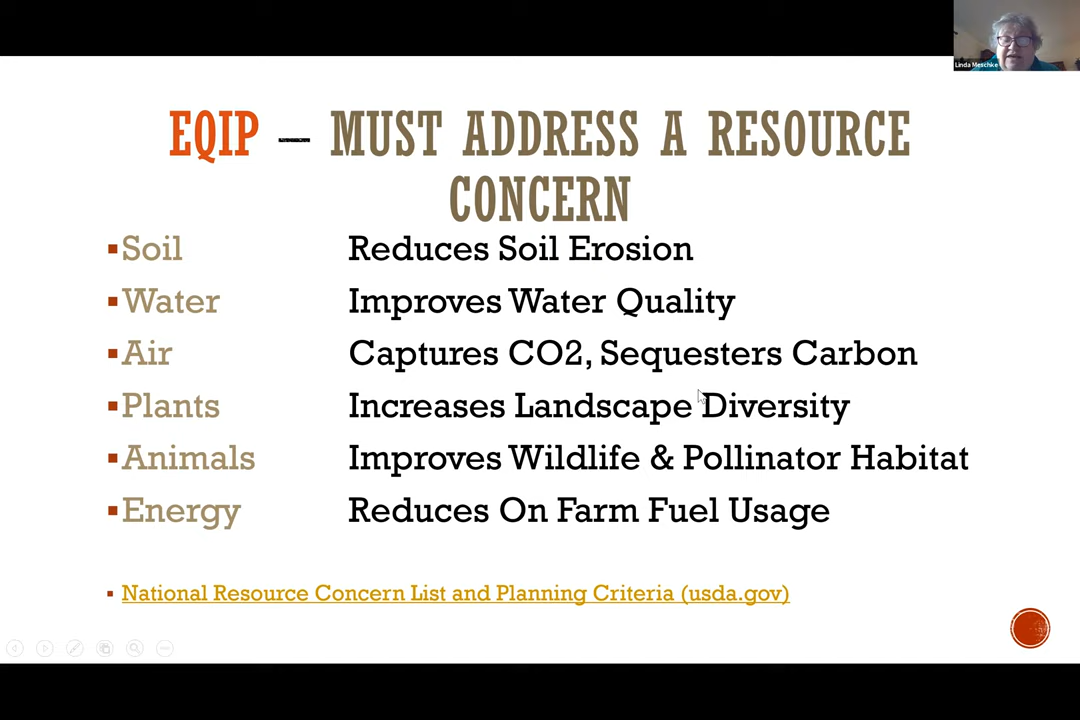 Linda Meschke
EQIP – MUST ADDRESS A RESOURCE
CONCERN
▪Soil Reduces Soil Erosion
▪Water Improves Water Quality
▪Air Captures CO2, Sequesters Carbon
▪Plants Increases Landscape Diversity
▪Animals Improves Wildlife & Pollinator Habitat
▪Energy Reduces On Farm Fuel Usage
▪ National Resource Concern List and Planning Criteria (usda.gov)